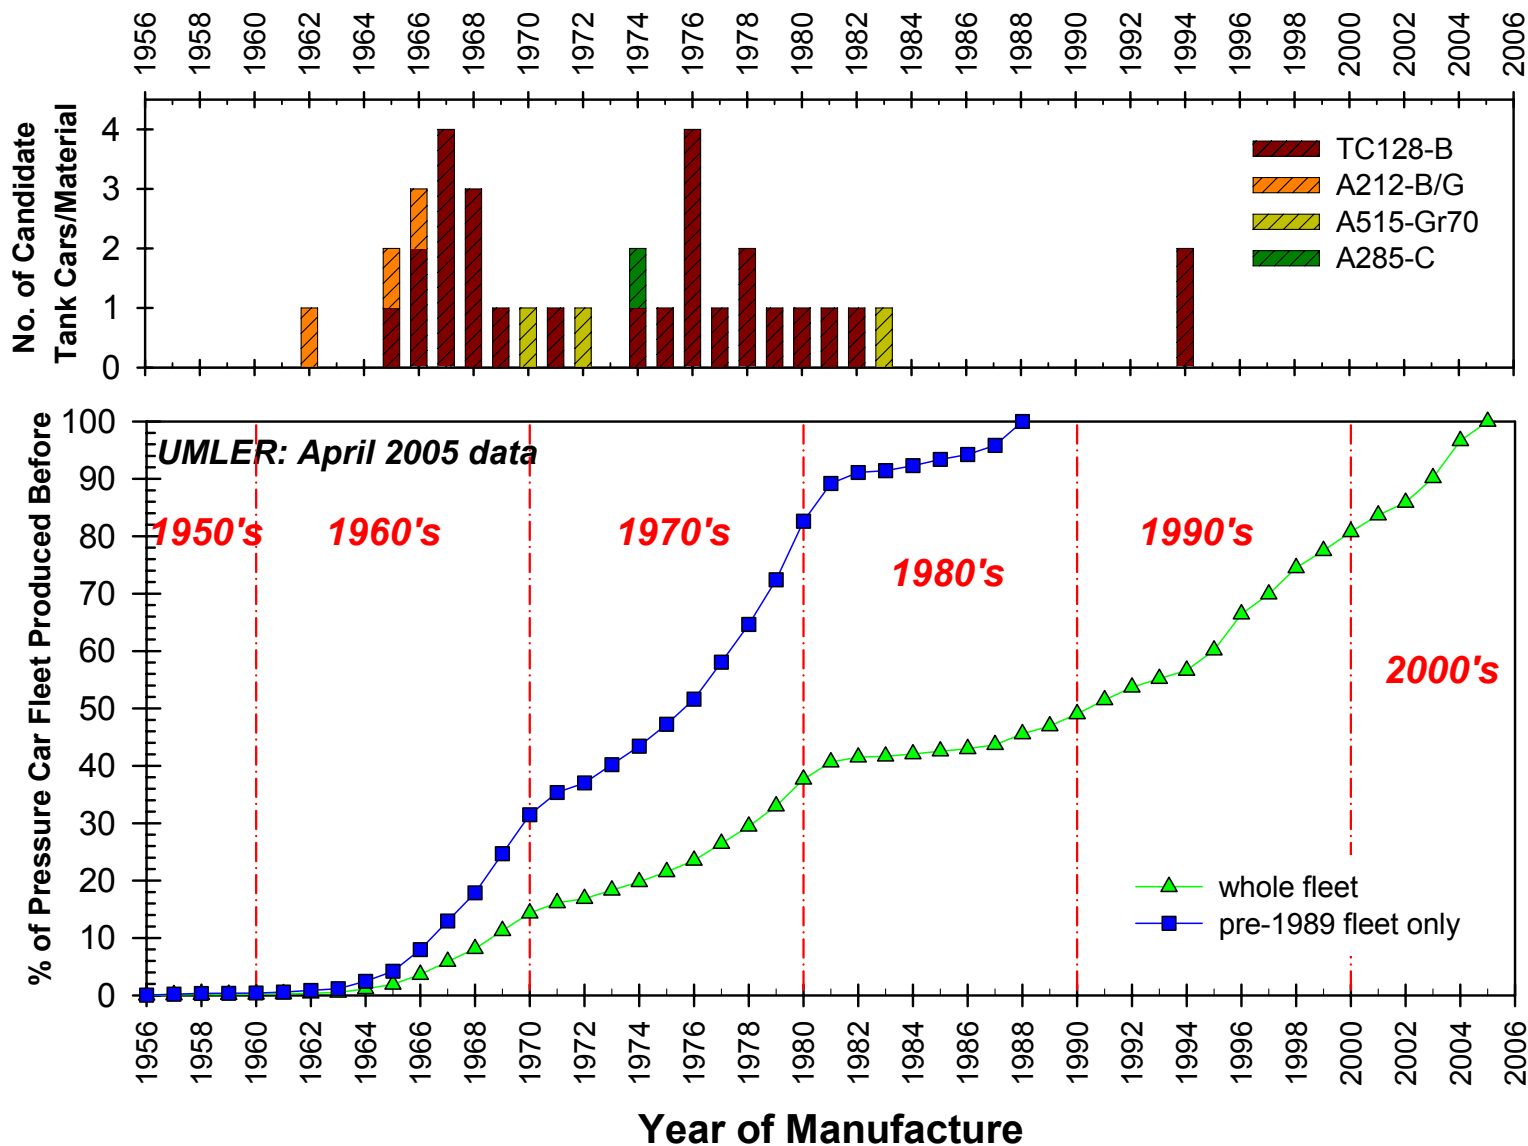 1956 1958 1960 1962 1964 1966 1968 1970 1972 1974 1976 1978 1980 1982 1984 1986 1988 1990 1992 1994 1996 1998 2000 2002 2004 2006
No. of Candidate
Tank Cars/Material
4
3
2
1
0
TC128-B
A212-B/G
A515-Gr70
A285-C
% of Pressure Car Fleet Produced Before
100
90
80
70
60
50
40
30
20
10
0
UMLER: April 2005 data
1950's 1960's 1970's 1990's
1980's
2000's
whole fleet
pre-1989 fleet only
1956 1958 1960 1962 1964 1966 1968 1970 1972 1974 1976 1978 1980 1982 1984 1986 1988 1990 1992 1994 1996 1998 2000 2002 2004 2006
Year of Manufacture